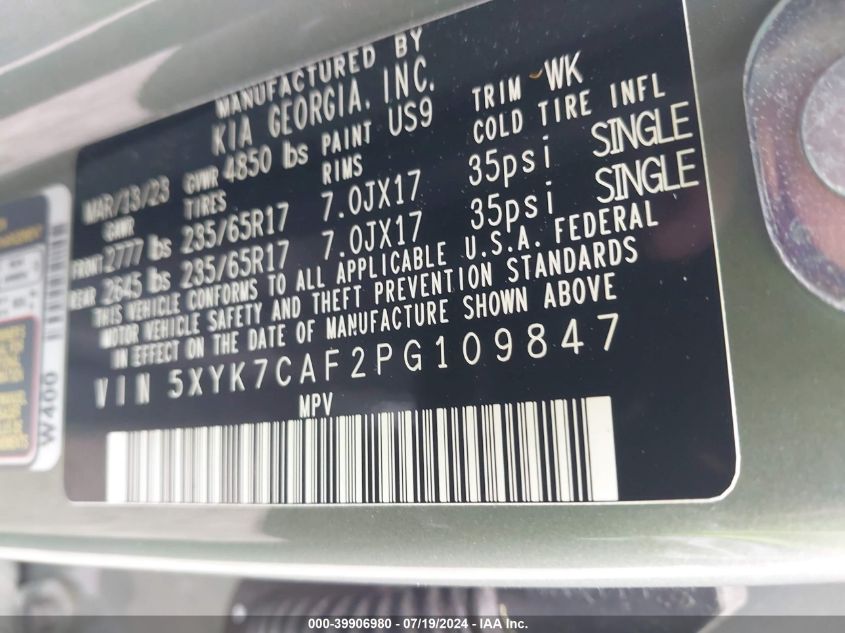 MANUFACTURED BY
KIA GEORGIA, INC.
MAR/13/23 GVWR 4850 lbs PAINT US9 TRIM WK
GAWR TIRES RIMS COLD TIRE INFL
FRONT 2777 lbs 235/65R17 7.0JX17 35psi SINGLE
REAR 2645 lbs 235/65R17 7.0JX17 35psi SINGLE
THIS VEHICLE CONFORMS TO ALL APPLICABLE U.S.A. FEDERAL
MOTOR VEHICLE SAFETY AND THEFT PREVENTION STANDARDS
IN EFFECT ON THE DATE OF MANUFACTURE SHOWN ABOVE
VIN 5XYK7CAF2PG109847
MPV
W400
000-39906980 - 07/19/2024 - IAA Inc.